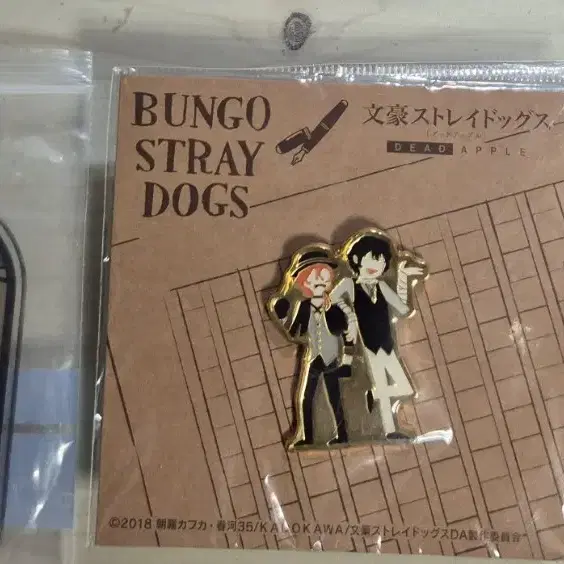 BUNGO
STRAY
DOGS
文豪ストレイドッグス
DEAD APPLE
©2018 朝霧カフカ・春河35/KADOKAWA/文豪ストレイドッグスDA製作委員会